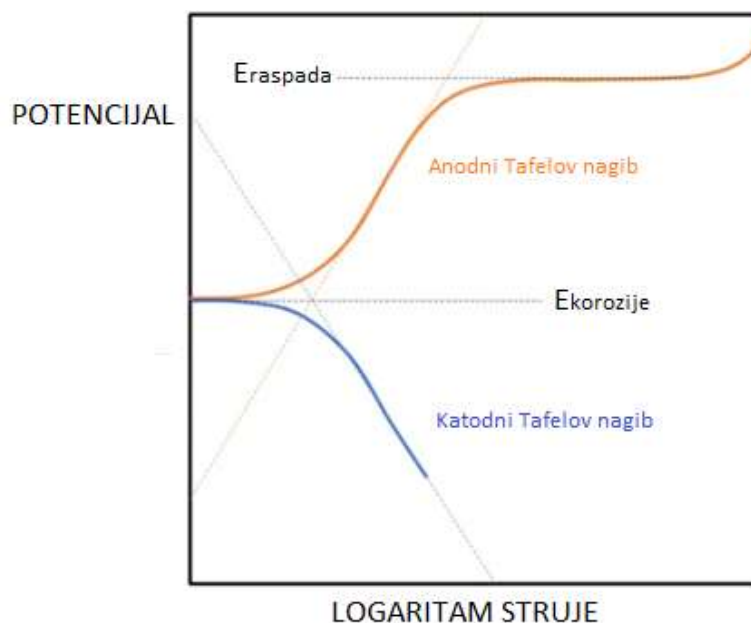 Eraspada
POTENCIJAL
Anodni Tafelov nagib
Ekorozije
Katodni Tafelov nagib
LOGARITAM STRUJE